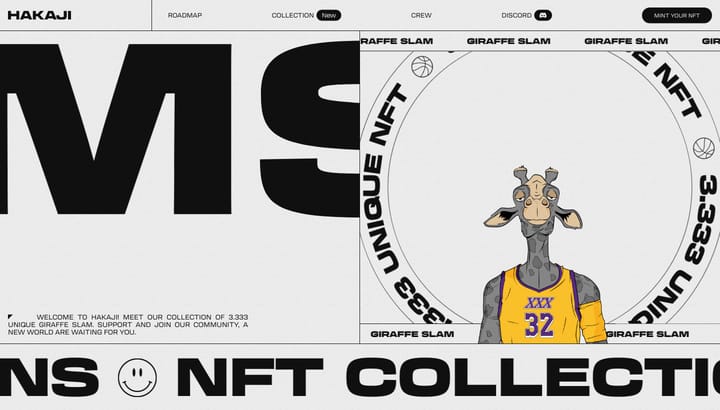 HAKAJI
ROADMAP
COLLECTION New
CREW
DISCORD
MINT YOUR NFT
MS
WELCOME TO HAKAJI! MEET OUR COLLECTION OF 3.333
UNIQUE GIRAFFE SLAM. SUPPORT AND JOIN OUR COMMUNITY, A
NEW WORLD ARE WAITING FOR YOU.
RAFFE SLAM GIRAFFE SLAM GIRAFFE SLAM GIR
3.333 UNIQUE NFT
3.333 UNIQUE NFT
XXX
32
GIRAFFE SLAM GIRAFFE SLAM
NS NFT COLLECTIO